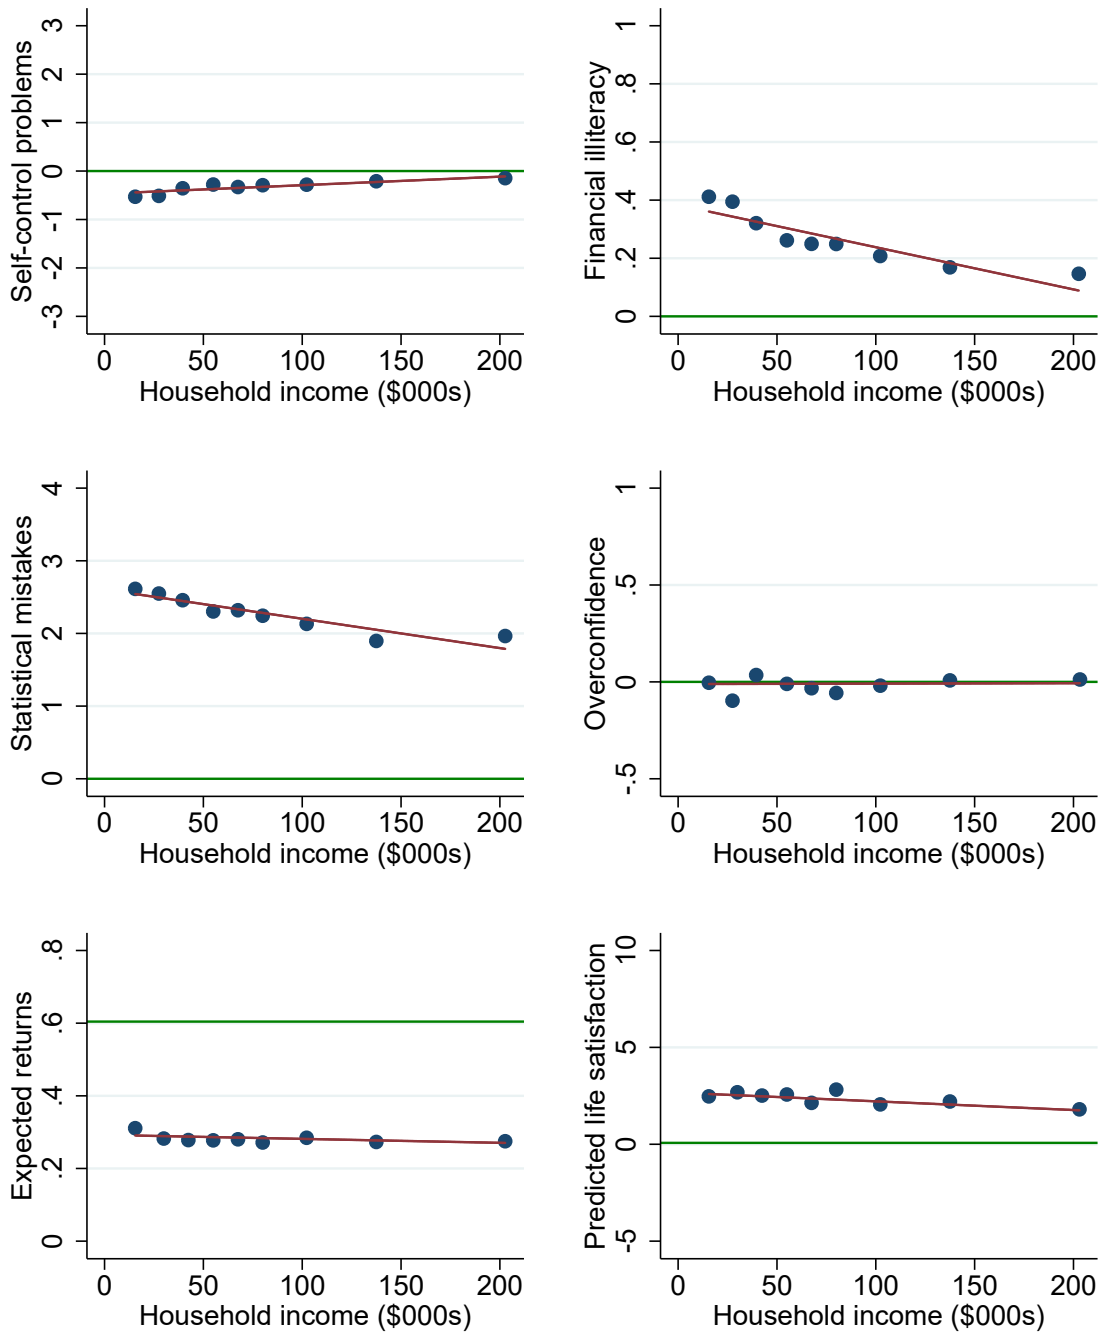 Self-control problems
3
2
1
0
-1
-2
-3
0 50 100 150 200
Household income ($000s)
Financial illiteracy
1
.8
.6
.4
.2
0
0 50 100 150 200
Household income ($000s)
Statistical mistakes
4
3
2
1
0
0 50 100 150 200
Household income ($000s)
Overconfidence
1
.5
0
-.5
0 50 100 150 200
Household income ($000s)
Expected returns
.8
.6
.4
.2
0
0 50 100 150 200
Household income ($000s)
Predicted life satisfaction
10
5
0
-5
0 50 100 150 200
Household income ($000s)